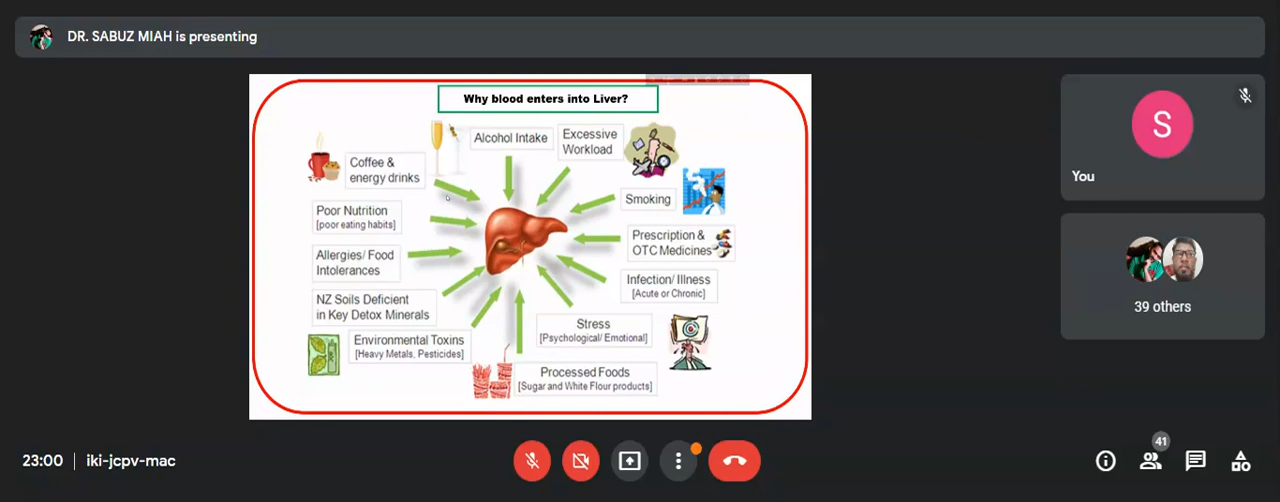 DR. SABUZ MIAH is presenting
Why blood enters into Liver?
Alcohol Intake
Excessive
Workload
Coffee &
energy drinks
Smoking
Poor Nutrition
[poor eating habits]
Prescription &
OTC Medicines
Allergies/ Food
Intolerances
Infection/ Illness
[Acute or Chronic]
NZ Soils Deficient
in Key Detox Minerals
Stress
[Psychological/ Emotional]
Environmental Toxins
[Heavy Metals, Pesticides]
Processed Foods
[Sugar and White Flour products]
S
You
39 others
23:00 | iki-jcpv-mac
41